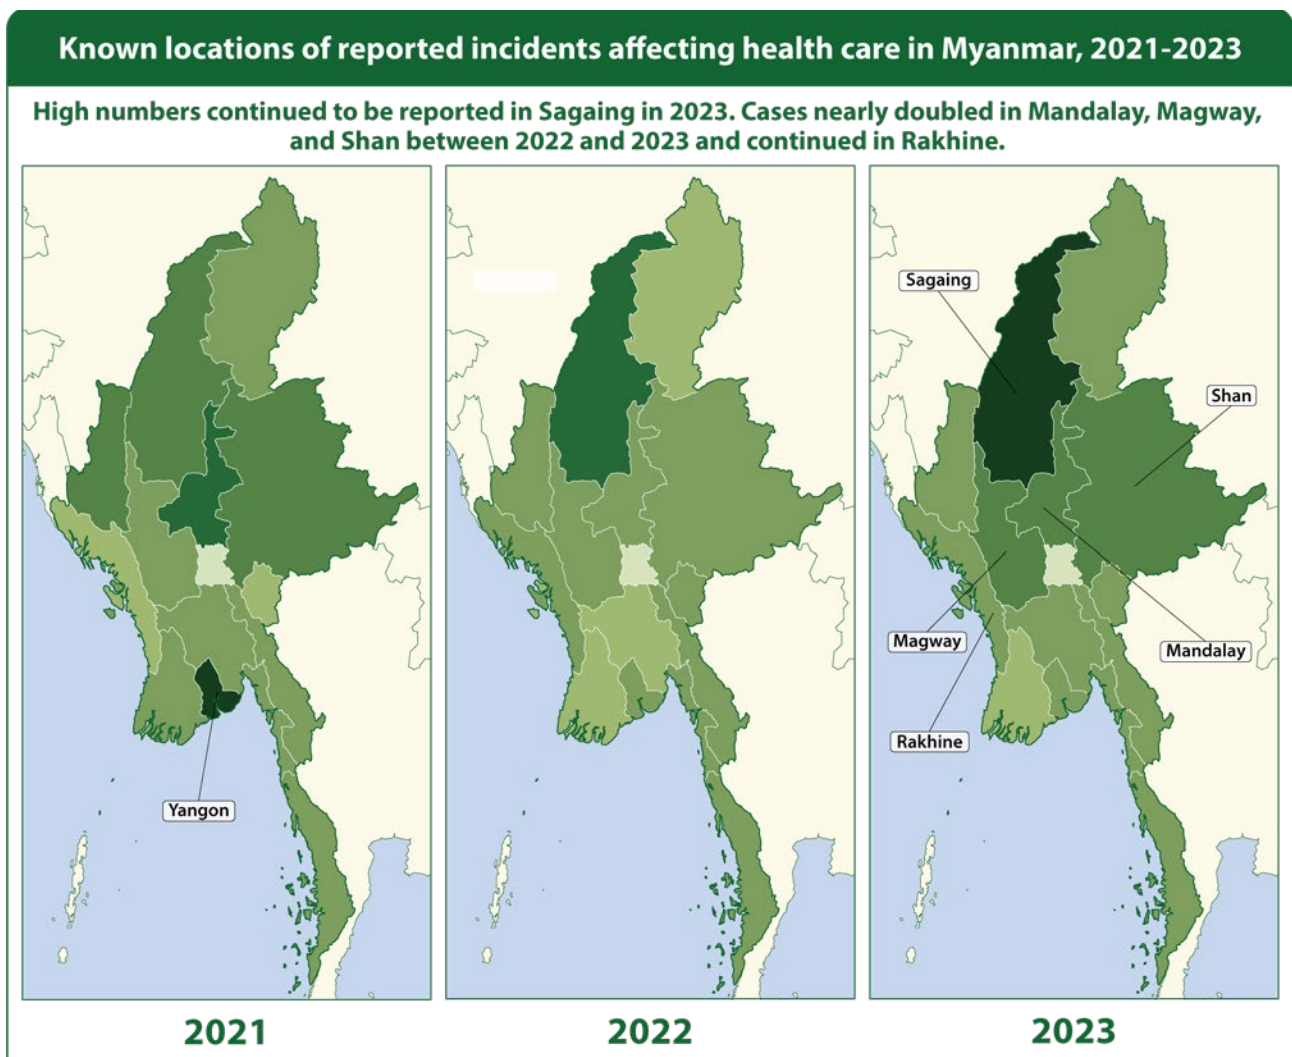 Known locations of reported incidents affecting health care in Myanmar, 2021-2023
High numbers continued to be reported in Sagaing in 2023. Cases nearly doubled in Mandalay, Magway,
and Shan between 2022 and 2023 and continued in Rakhine.
Yangon
2021
2022
Sagaing
Shan
Magway
Mandalay
Rakhine
2023